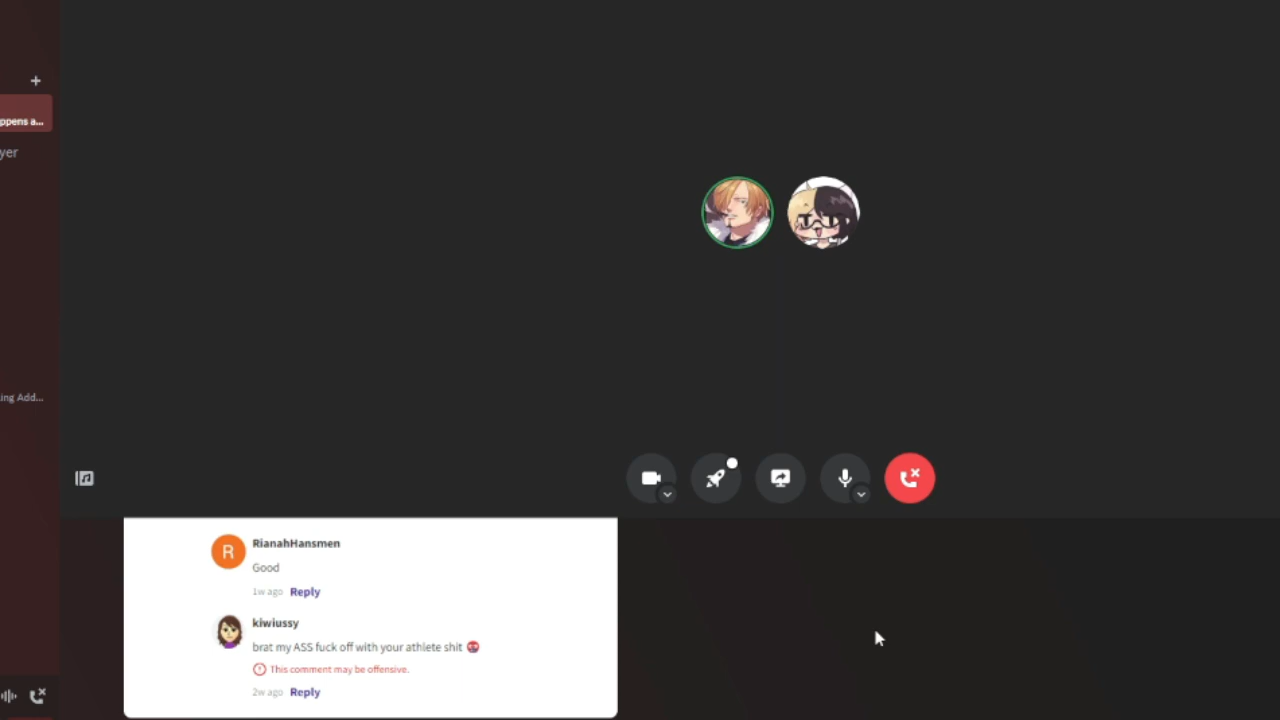 ppens a...
yer
ing Add...
R
RianahHansmen
Good
1w ago Reply
kiwiussy
brat my ASS fuck off with your athlete shit
This comment may be offensive.
2w ago Reply